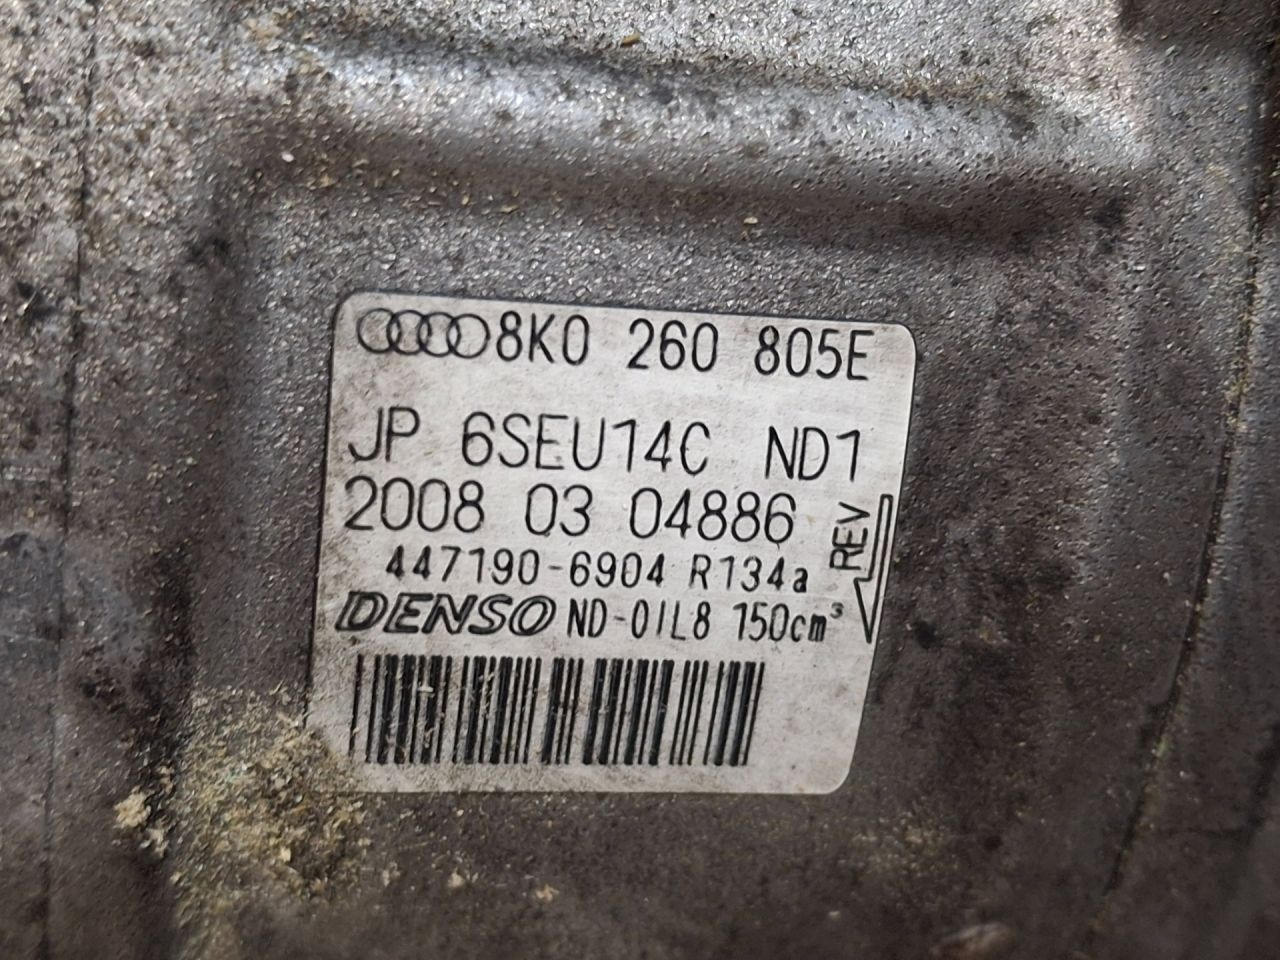 8K0 260 805E
JP 6SEU14C ND1
2008 03 04886
REV
447190-6904 R134a
DENSO ND-OIL8 150cm³